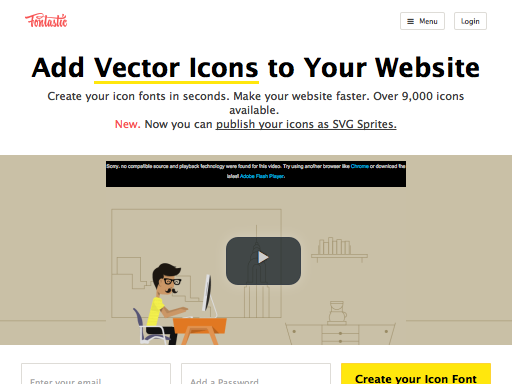 Fontastic
Menu
Login
Add Vector Icons to Your Website
Create your icon fonts in seconds. Make your website faster. Over 9,000 icons
available.
New. Now you can publish your icons as SVG Sprites.
Sorry, no compatible source and playback technology were found for this video. Try using another browser like Chrome or download the
latest Adobe Flash Player.
Enter your email
Add a Password
Create your Icon Font